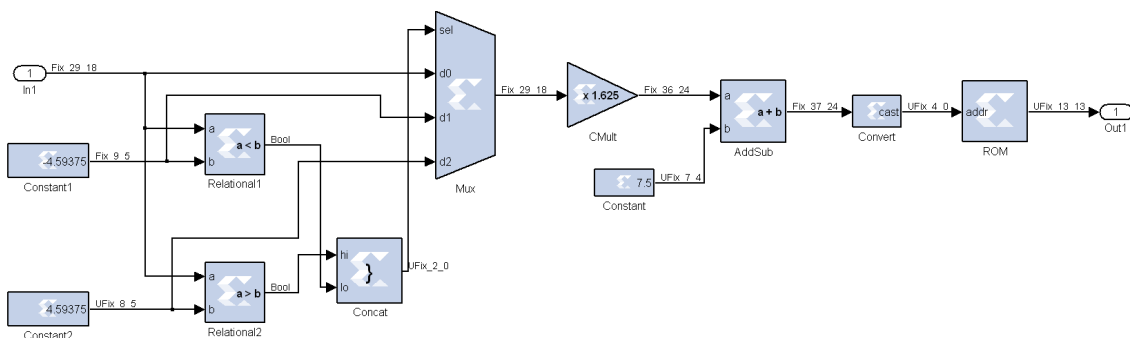 1
In1
Fix_29_18
-4.59375
Constant1
Fix_9_5
a
b
a < b
Relational1
Bool
4.59375
Constant2
UFix_8_5
a
b
a > b
Relational2
Bool
hi
lo
}
Concat
UFix_2_0
sel
d0
d1
d2
Mux
Fix_29_18
x 1.625
CMult
Fix_36_24
7.5
Constant
UFix_7_4
a
b
a + b
AddSub
Fix_37_24
cast
Convert
UFix_4_0
addr
ROM
UFix_13_13
1
Out1